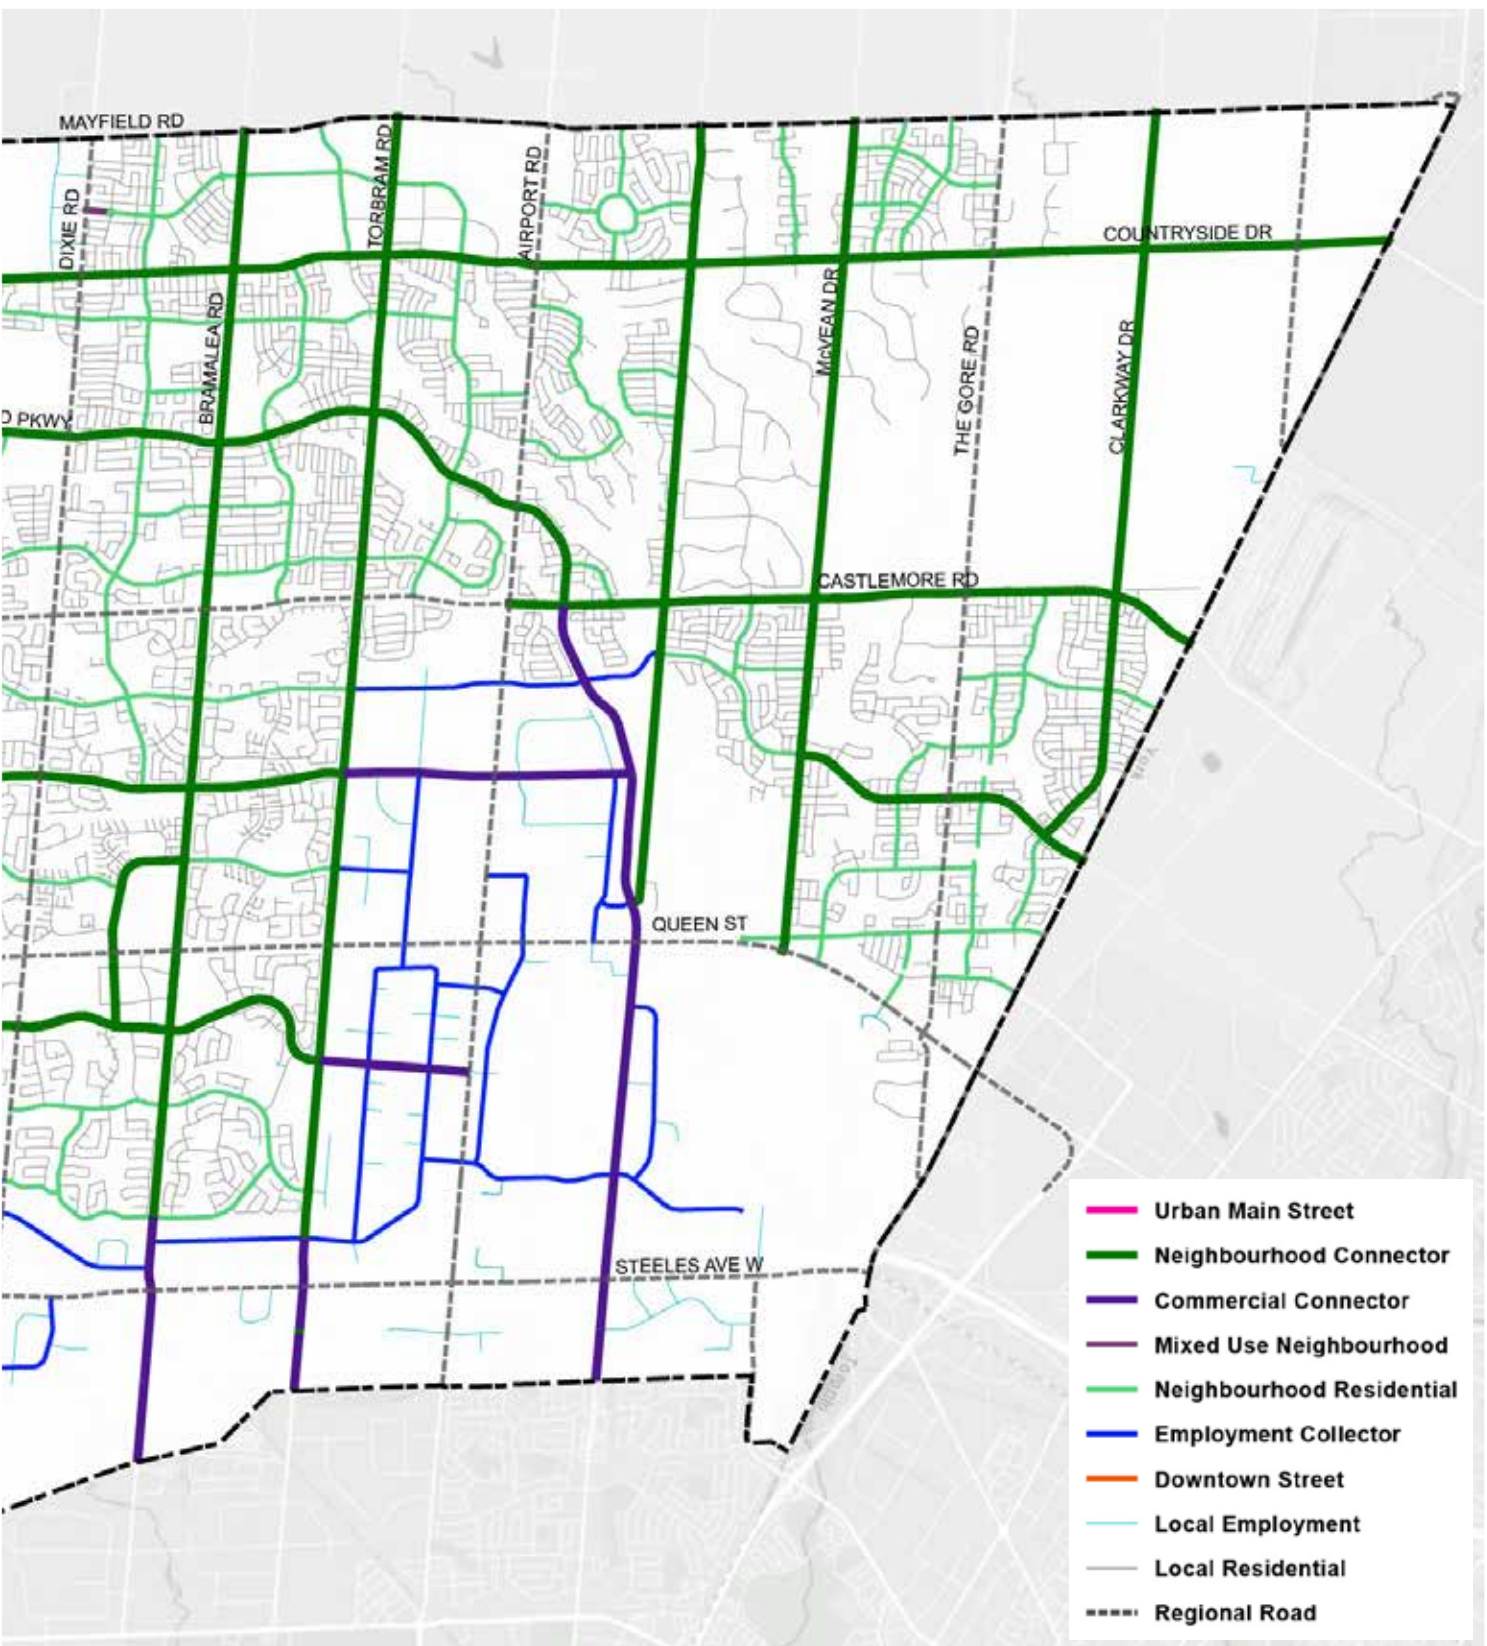 MAYFIELD RD
DIXIE RD
TORBRAM RD
AIRPORT RD
COUNTRYSIDE DR
BRAMALEA RD
McVEAN DR
THE GORE RD
CLARKWAY DR
D PKWY
CASTLEMORE RD
York
QUEEN ST
STEELES AVE W
Toronto
Urban Main Street
Neighbourhood Connector
Commercial Connector
Mixed Use Neighbourhood
Neighbourhood Residential
Employment Collector
Downtown Street
Local Employment
Local Residential
Regional Road